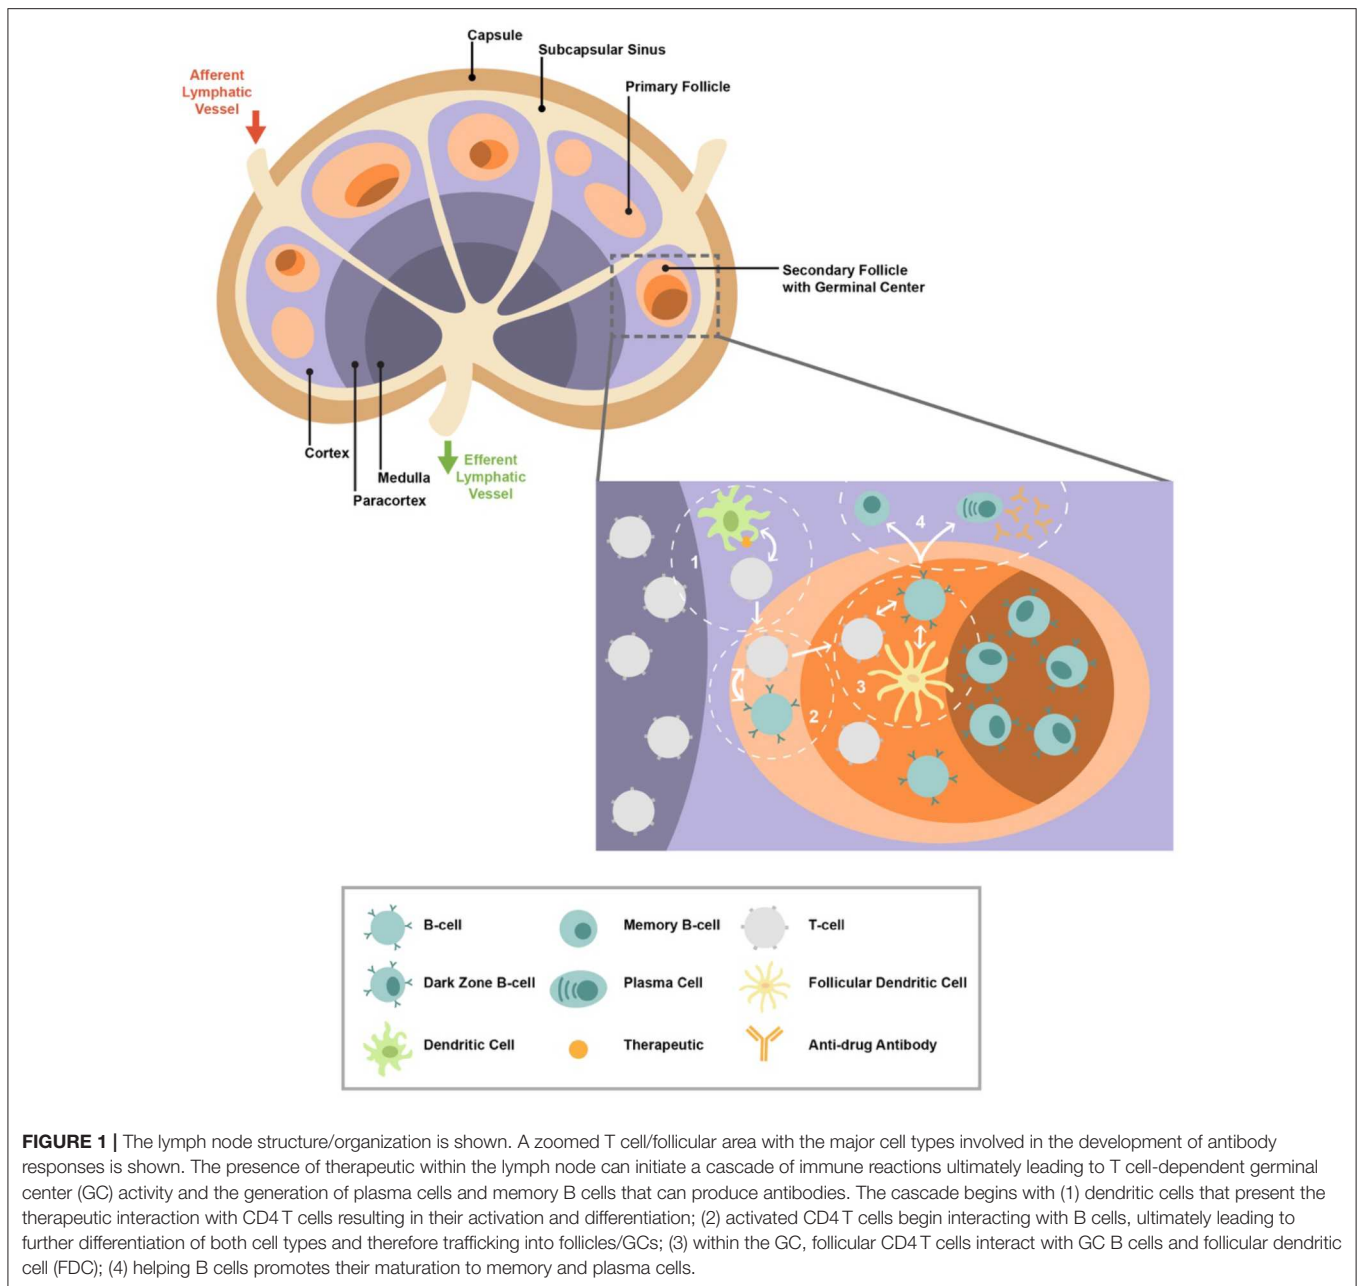 Capsule
Subcapsular Sinus
Afferent
Lymphatic
Vessel
Primary Follicle
Secondary Follicle
with Germinal Center
Cortex
Medulla
Paracortex
Efferent
Lymphatic
Vessel
1
4
3
2
B-cell
Memory B-cell
T-cell
Dark Zone B-cell
Plasma Cell
Follicular Dendritic Cell
Dendritic Cell
Therapeutic
Anti-drug Antibody
FIGURE 1 | The lymph node structure/organization is shown. A zoomed T cell/follicular area with the major cell types involved in the development of antibody
responses is shown. The presence of therapeutic within the lymph node can initiate a cascade of immune reactions ultimately leading to T cell-dependent germinal
center (GC) activity and the generation of plasma cells and memory B cells that can produce antibodies. The cascade begins with (1) dendritic cells that present the
therapeutic interaction with CD4 T cells resulting in their activation and differentiation; (2) activated CD4 T cells begin interacting with B cells, ultimately leading to
further differentiation of both cell types and therefore trafficking into follicles/GCs; (3) within the GC, follicular CD4 T cells interact with GC B cells and follicular dendritic
cell (FDC); (4) helping B cells promotes their maturation to memory and plasma cells.